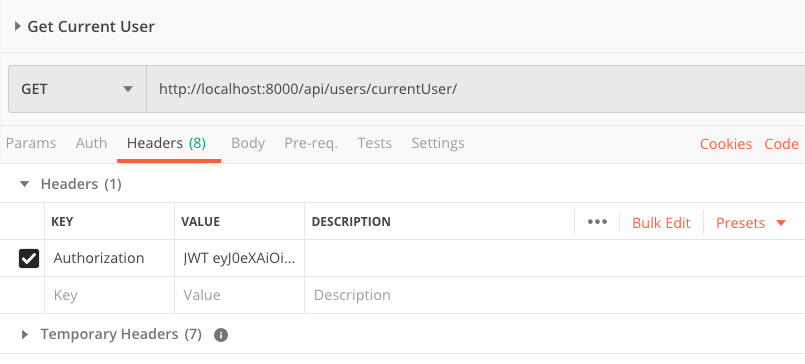 Get Current User
GET http://localhost:8000/api/users/currentUser/
Params Auth Headers (8) Body Pre-req. Tests Settings Cookies Code
Headers (1)
KEY VALUE DESCRIPTION ••• Bulk Edit Presets
Authorization JWT eyJ0eXAiOi...
Key Value Description
Temporary Headers (7) i